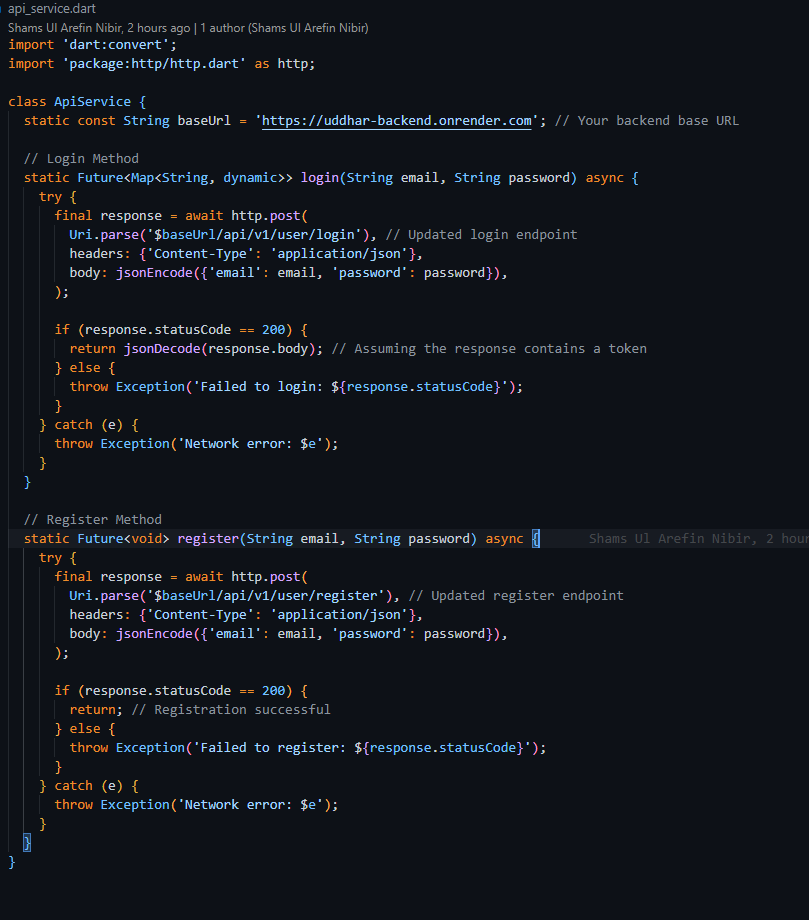 api_service.dart
Shams Ul Arefin Nibir, 2 hours ago | 1 author (Shams Ul Arefin Nibir)
import 'dart:convert';
import 'package:http/http.dart' as http;

class ApiService {
  static const String baseUrl = 'https://uddhar-backend.onrender.com'; // Your backend base URL

  // Login Method
  static Future<Map<String, dynamic>> login(String email, String password) async {
    try {
      final response = await http.post(
        Uri.parse('$baseUrl/api/v1/user/login'), // Updated login endpoint
        headers: {'Content-Type': 'application/json'},
        body: jsonEncode({'email': email, 'password': password}),
      );

      if (response.statusCode == 200) {
        return jsonDecode(response.body); // Assuming the response contains a token
      } else {
        throw Exception('Failed to login: ${response.statusCode}');
      }
    } catch (e) {
      throw Exception('Network error: $e');
    }
  }

  // Register Method
  static Future<void> register(String email, String password) async {      Shams Ul Arefin Nibir, 2 hour
    try {
      final response = await http.post(
        Uri.parse('$baseUrl/api/v1/user/register'), // Updated register endpoint
        headers: {'Content-Type': 'application/json'},
        body: jsonEncode({'email': email, 'password': password}),
      );

      if (response.statusCode == 200) {
        return; // Registration successful
      } else {
        throw Exception('Failed to register: ${response.statusCode}');
      }
    } catch (e) {
      throw Exception('Network error: $e');
    }
  }
}